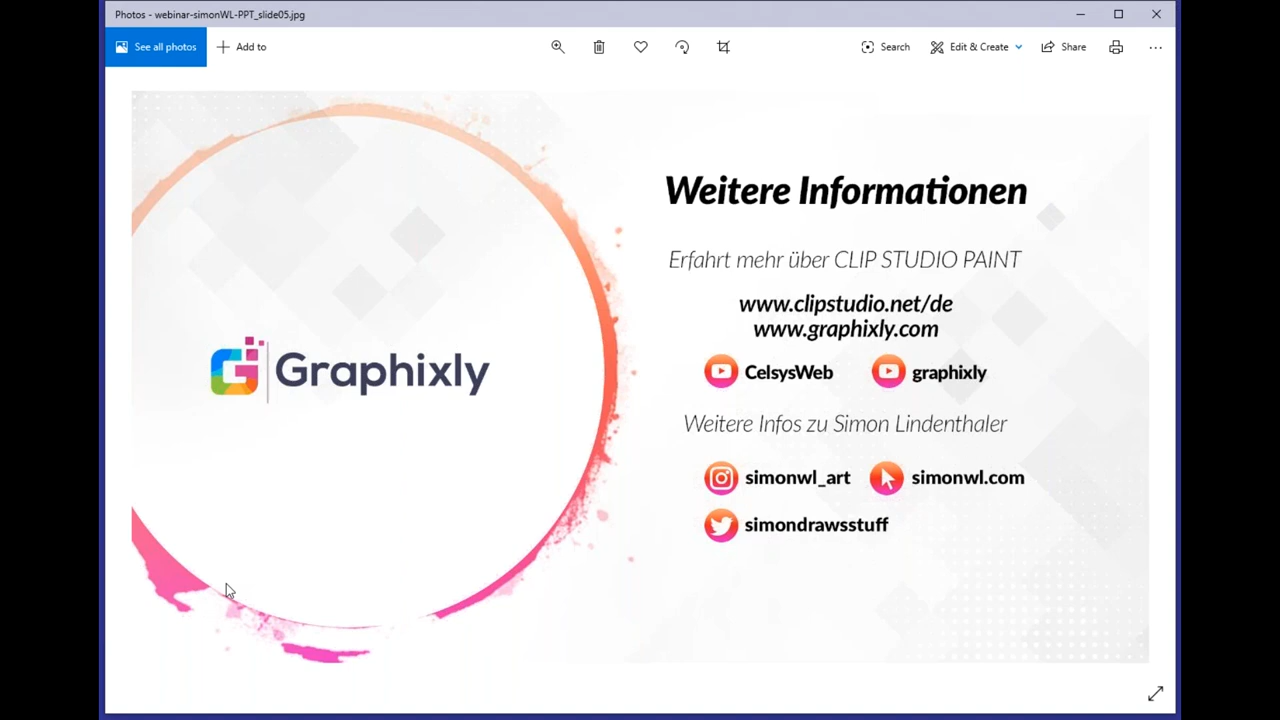 Photos - webinar-simonWL-PPT_slide05.jpg
See all photos
Add to
Search
Edit & Create
Share
Weitere Informationen
Erfahrt mehr über CLIP STUDIO PAINT
www.clipstudio.net/de
www.graphixly.com
Graphixly
CelsysWeb graphixly
Weitere Infos zu Simon Lindenthaler
simonwl_art simonwl.com
simondrawsstuff